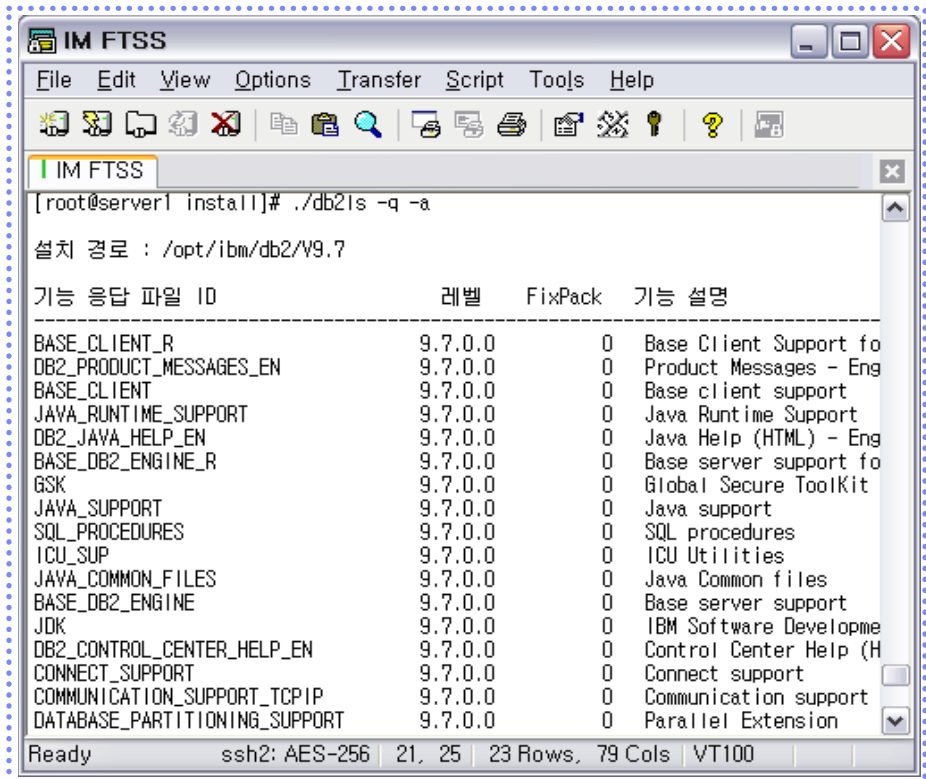 IM FTSS
File Edit View Options Transfer Script Tools Help
IM FTSS
[root@server1 install]# ./db2ls -q -a
설치 경로 : /opt/ibm/db2/V9.7
기능 응답 파일 ID 레벨 FixPack 기능 설명
--------------------------------------------------------------------------------
BASE_CLIENT_R 9.7.0.0 0 Base Client Support fo
DB2_PRODUCT_MESSAGES_EN 9.7.0.0 0 Product Messages - Eng
BASE_CLIENT 9.7.0.0 0 Base client support
JAVA_RUNTIME_SUPPORT 9.7.0.0 0 Java Runtime Support
DB2_JAVA_HELP_EN 9.7.0.0 0 Java Help (HTML) - Eng
BASE_DB2_ENGINE_R 9.7.0.0 0 Base server support fo
GSK 9.7.0.0 0 Global Secure ToolKit
JAVA_SUPPORT 9.7.0.0 0 Java support
SQL_PROCEDURES 9.7.0.0 0 SQL procedures
ICU_SUP 9.7.0.0 0 ICU Utilities
JAVA_COMMON_FILES 9.7.0.0 0 Java Common files
BASE_DB2_ENGINE 9.7.0.0 0 Base server support
JDK 9.7.0.0 0 IBM Software Developme
DB2_CONTROL_CENTER_HELP_EN 9.7.0.0 0 Control Center Help (H
CONNECT_SUPPORT 9.7.0.0 0 Connect support
COMMUNICATION_SUPPORT_TCPIP 9.7.0.0 0 Communication support
DATABASE_PARTITIONING_SUPPORT 9.7.0.0 0 Parallel Extension
Ready ssh2: AES-256 21, 25 23 Rows, 79 Cols VT100